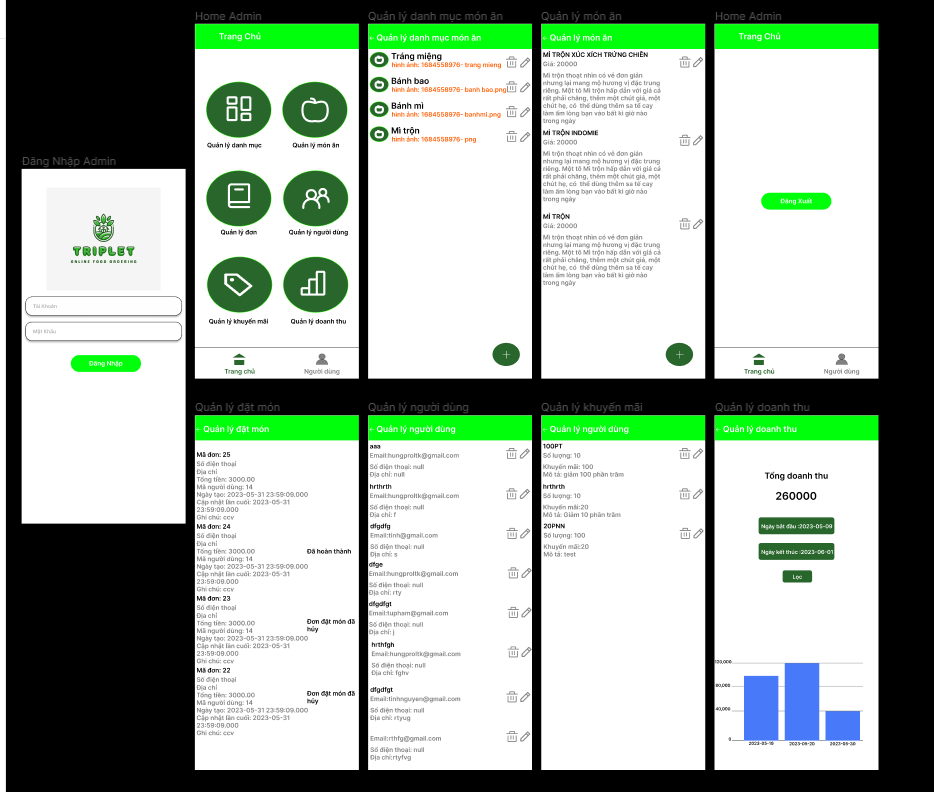 Đăng Nhập Admin
TRIPLET
ONLINE FOOD ORDERING
Tài Khoản
Mật Khẩu
Đăng Nhập
Home Admin
Trang Chủ
Quản lý danh mục
Quản lý món ăn
Quản lý đơn
Quản lý người dùng
Quản lý khuyến mãi
Quản lý doanh thu
Trang chủ
Người dùng
Quản lý danh mục món ăn
← Quản lý danh mục món ăn
Tráng miệng
hình ảnh: 1684558976- trang mieng
Bánh bao
hình ảnh: 1684558976- banh bao.png
Bánh mì
hình ảnh: 1684558976- banhmi.png
Mì trộn
hình ảnh: 1684558976- png
+
Quản lý món ăn
← Quản lý món ăn
MÌ TRỘN XÚC XÍCH TRỨNG CHIÊN
Giá: 20000
Mì trộn thoạt nhìn có vẻ đơn giản
nhưng lại mang mộ hương vị đặc trung
riêng. Một tô Mì trộn hấp dẫn với giá cả
rất phải chăng, thêm một chút giá, một
chút hẹ, có  thể dùng thêm sa tế cay
làm ấm lòng bạn vào bất kì giờ nào
trong ngày
MÌ TRỘN INDOMIE
Giá: 20000
Mì trộn thoạt nhìn có vẻ đơn giản
nhưng lại mang mộ hương vị đặc trung
riêng. Một tô Mì trộn hấp dẫn với giá cả
rất phải chăng, thêm một chút giá, một
chút hẹ, có  thể dùng thêm sa tế cay
làm ấm lòng bạn vào bất kì giờ nào
trong ngày
MÌ TRỘN
Giá: 20000
Mì trộn thoạt nhìn có vẻ đơn giản
nhưng lại mang mộ hương vị đặc trung
riêng. Một tô Mì trộn hấp dẫn với giá cả
rất phải chăng, thêm một chút giá, một
chút hẹ, có  thể dùng thêm sa tế cay
làm ấm lòng bạn vào bất kì giờ nào
trong ngày
+
Home Admin
Trang Chủ
Đăng Xuất
Trang chủ
Người dùng
Quản lý đặt món
← Quản lý đặt món
Mã đơn: 25
Số điện thoại
Địa chỉ
Tổng tiền: 3000.00
Mã người dùng: 14
Ngày tạo: 2023-05-31 23:59:09.000
Cập nhật lần cuối: 2023-05-31
23:59:09.000
Ghi chú: ccv
Mã đơn: 24
Số điện thoại
Địa chỉ
Tổng tiền: 3000.00
Đã hoàn thành
Mã người dùng: 14
Ngày tạo: 2023-05-31 23:59:09.000
Cập nhật lần cuối: 2023-05-31
23:59:09.000
Ghi chú: ccv
Mã đơn: 23
Số điện thoại
Địa chỉ
Tổng tiền: 3000.00
Đơn đặt món đã
hủy
Mã người dùng: 14
Ngày tạo: 2023-05-31 23:59:09.000
Cập nhật lần cuối: 2023-05-31
23:59:09.000
Ghi chú: ccv
Mã đơn: 22
Số điện thoại
Địa chỉ
Tổng tiền: 3000.00
Đơn đặt món đã
hủy
Mã người dùng: 14
Ngày tạo: 2023-05-31 23:59:09.000
Cập nhật lần cuối: 2023-05-31
23:59:09.000
Ghi chú: ccv
Quản lý người dùng
← Quản lý người dùng
aaa
Email:hungproltk@gmail.com
Số điện thoại: null
Địa chỉ: null
hrthrth
Email:hungproltk@gmail.com
Số điện thoại: null
Địa chỉ: f
dfgdfg
Email:tinh@gmail.com
Số điện thoại: null
Địa chỉ: s
dfge
Email:hungproltk@gmail.com
Số điện thoại: null
Địa chỉ: rty
dfgdfgt
Email:tupham@gmail.com
Số điện thoại: null
Địa chỉ: j
hrthfgh
Email:hungproltk@gmail.com
Số điện thoại: null
Địa chỉ: fghv
dfgdfgt
Email:tinhnguyen@gmail.com
Số điện thoại: null
Địa chỉ: rtyug
Email:rthfg@gmail.com
Số điện thoại: null
Địa chỉ:rtyfvg
Quản lý khuyến mãi
← Quản lý người dùng
100PT
Số lượng: 10
Khuyến mãi: 100
Mô tả: giảm 100 phần trăm
hrthrth
Số lượng: 10
Khuyến mãi:20
Mô tả: Giảm 10 phần trăm
20PNN
Số lượng: 100
Khuyến mãi:20
Mô tả: test
Quản lý doanh thu
← Quản lý doanh thu
Tổng doanh thu
260000
Ngày bắt đầu :2023-05-09
Ngày kết thúc :2023-06-01
Lọc
120,000
80,000
40,000
0
2023-05-19
2023-05-20
2023-05-30